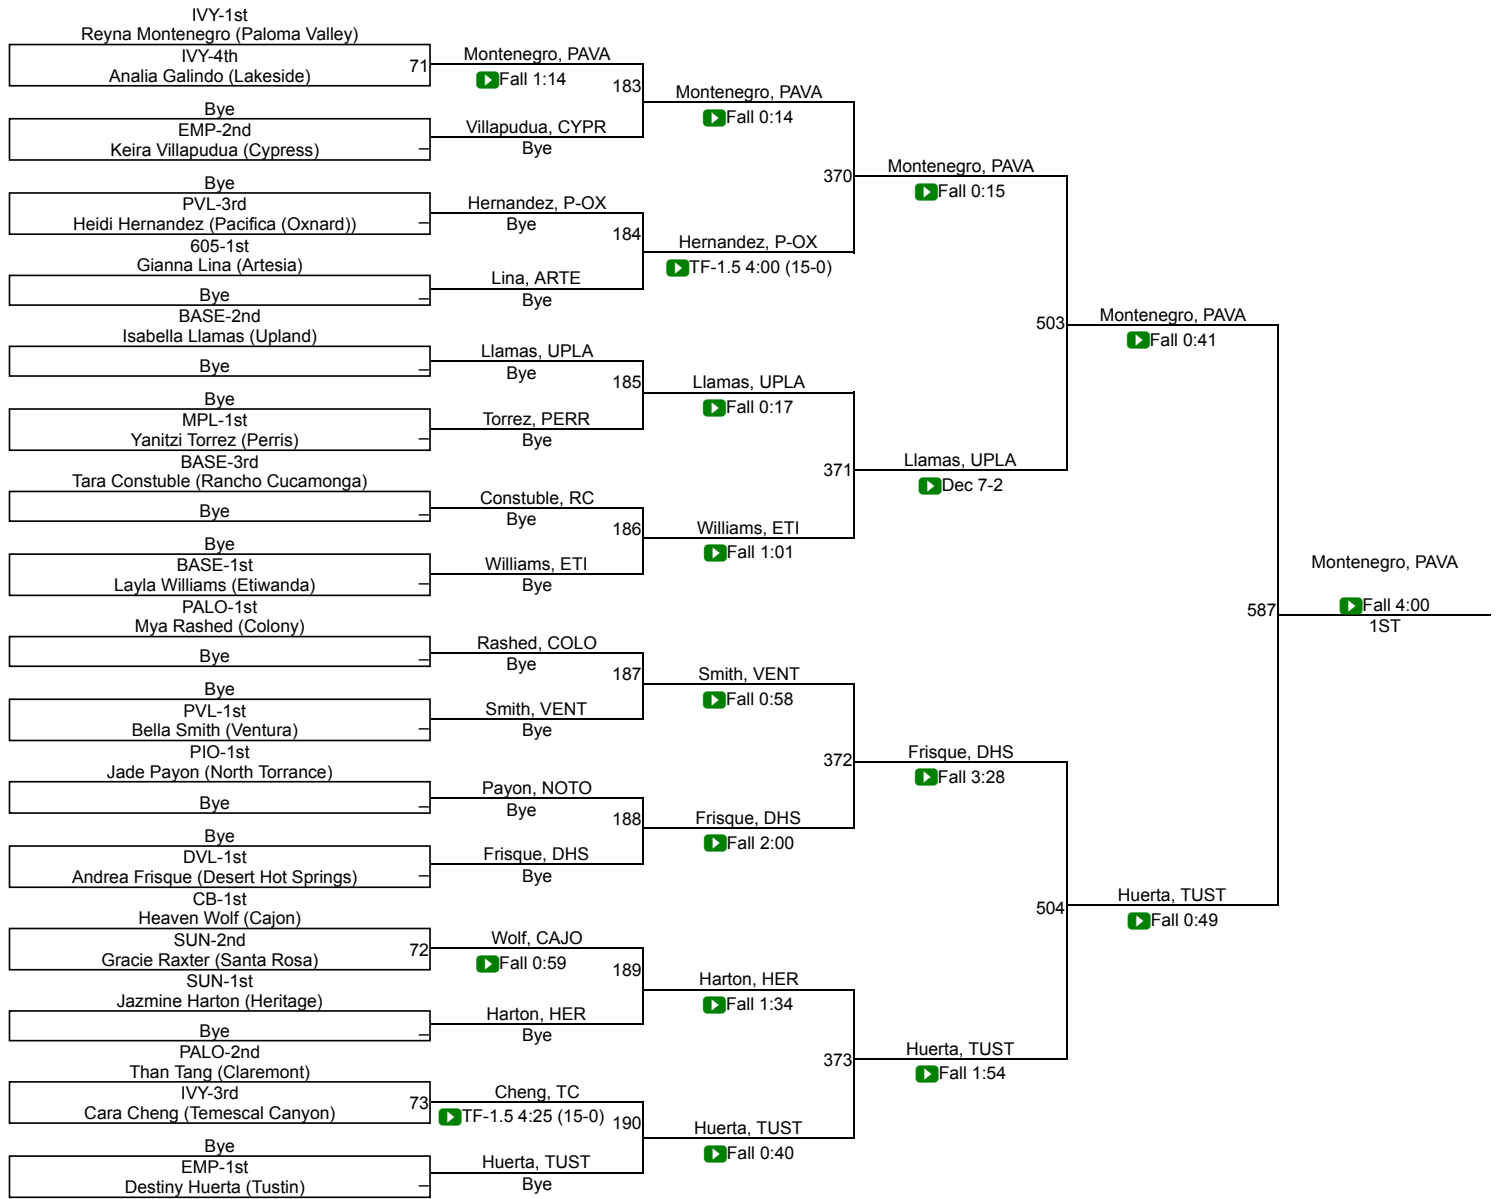 IVY-1st
Reyna Montenegro (Paloma Valley)
IVY-4th
Analia Galindo (Lakeside)
71
Bye
EMP-2nd
Keira Villapudua (Cypress)
Bye
PVL-3rd
Heidi Hernandez (Pacifica (Oxnard))
605-1st
Gianna Lina (Artesia)
Bye
BASE-2nd
Isabella Llamas (Upland)
Bye
Bye
MPL-1st
Yanitzi Torrez (Perris)
BASE-3rd
Tara Constuble (Rancho Cucamonga)
Bye
Bye
BASE-1st
Layla Williams (Etiwanda)
PALO-1st
Mya Rashed (Colony)
Bye
Bye
PVL-1st
Bella Smith (Ventura)
PIO-1st
Jade Payon (North Torrance)
Bye
Bye
DVL-1st
Andrea Frisque (Desert Hot Springs)
CB-1st
Heaven Wolf (Cajon)
SUN-2nd
Gracie Raxter (Santa Rosa)
72
SUN-1st
Jazmine Harton (Heritage)
Bye
PALO-2nd
Than Tang (Claremont)
IVY-3rd
Cara Cheng (Temescal Canyon)
73
Bye
EMP-1st
Destiny Huerta (Tustin)
Montenegro, PAVA
Fall 1:14
183
Villapudua, CYPR
Bye
Hernandez, P-OX
Bye
184
Lina, ARTE
Bye
Llamas, UPLA
Bye
185
Torrez, PERR
Bye
Constuble, RC
Bye
186
Williams, ETI
Bye
Rashed, COLO
Bye
187
Smith, VENT
Bye
Payon, NOTO
Bye
188
Frisque, DHS
Bye
Wolf, CAJO
Fall 0:59
189
Harton, HER
Bye
Cheng, TC
TF-1.5 4:25 (15-0)
190
Huerta, TUST
Bye
Montenegro, PAVA
Fall 0:14
370
Hernandez, P-OX
TF-1.5 4:00 (15-0)
Llamas, UPLA
Fall 0:17
371
Williams, ETI
Fall 1:01
Smith, VENT
Fall 0:58
372
Frisque, DHS
Fall 2:00
Harton, HER
Fall 1:34
373
Huerta, TUST
Fall 0:40
Montenegro, PAVA
Fall 0:15
503
Llamas, UPLA
Dec 7-2
Frisque, DHS
Fall 3:28
504
Huerta, TUST
Fall 1:54
Montenegro, PAVA
Fall 0:41
587
Huerta, TUST
Fall 0:49
Montenegro, PAVA
Fall 4:00
1ST